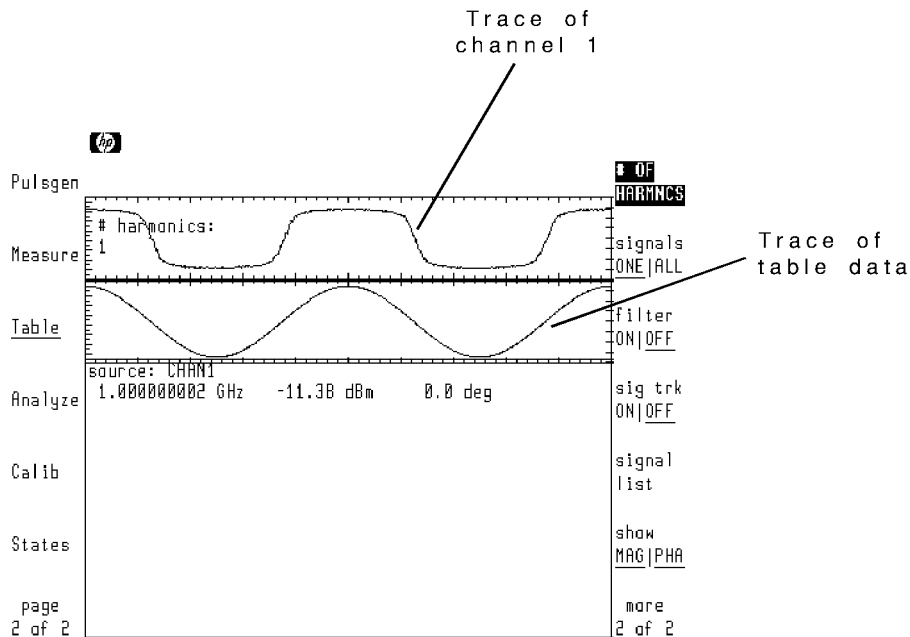 Trace of
channel 1
hp
Pulsgen
Measure
Table
Analyze
Calib
States
page
2 of 2
# harmonics:
1
source: CHAN1
1.000000002 GHz -11.38 dBm 0.0 deg
# OF
HARMNCS
signals
ONE|ALL
filter
ON|OFF
sig trk
ON|OFF
signal
list
show
MAG|PHA
more
2 of 2
Trace of
table data